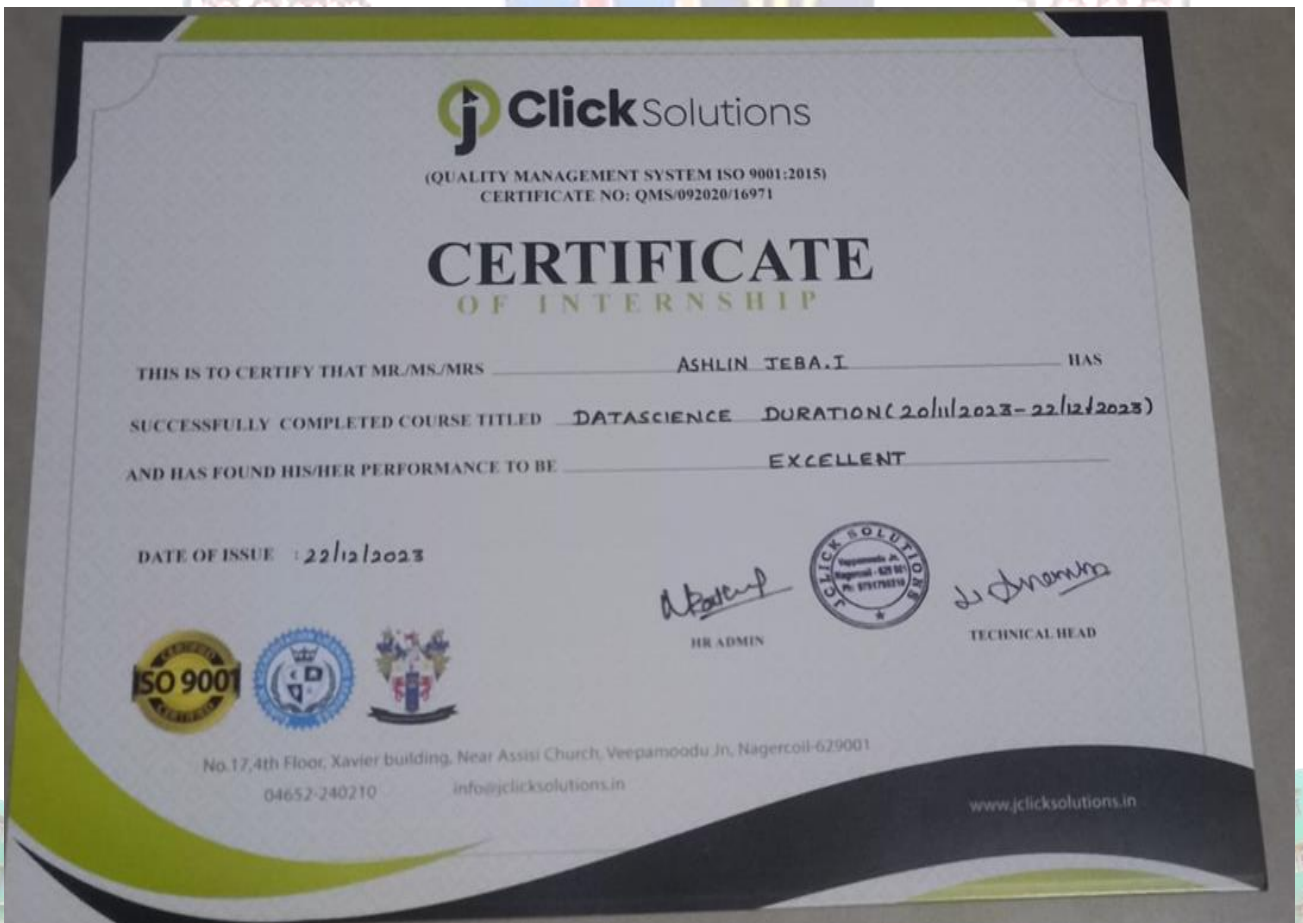 j Click Solutions
(QUALITY MANAGEMENT SYSTEM ISO 9001:2015)
CERTIFICATE NO: QMS/092020/16971
CERTIFICATE
OF INTERNSHIP
THIS IS TO CERTIFY THAT MR./MS./MRS ASHLIN JEBA.I HAS
SUCCESSFULLY COMPLETED COURSE TITLED DATASCIENCE DURATION(20/11/2023-22/12/2023)
AND HAS FOUND HIS/HER PERFORMANCE TO BE EXCELLENT
DATE OF ISSUE : 22/12/2023
JCLICK SOLUTIONS
HR ADMIN
TECHNICAL HEAD
CERTIFIED
ISO 9001
CERTIFIED
No.17,4th Floor, Xavier building, Near Assisi Church, Veepamoodu Jn, Nagercoil-629001
04652-240210 info@jclicksolutions.in
www.jclicksolutions.in